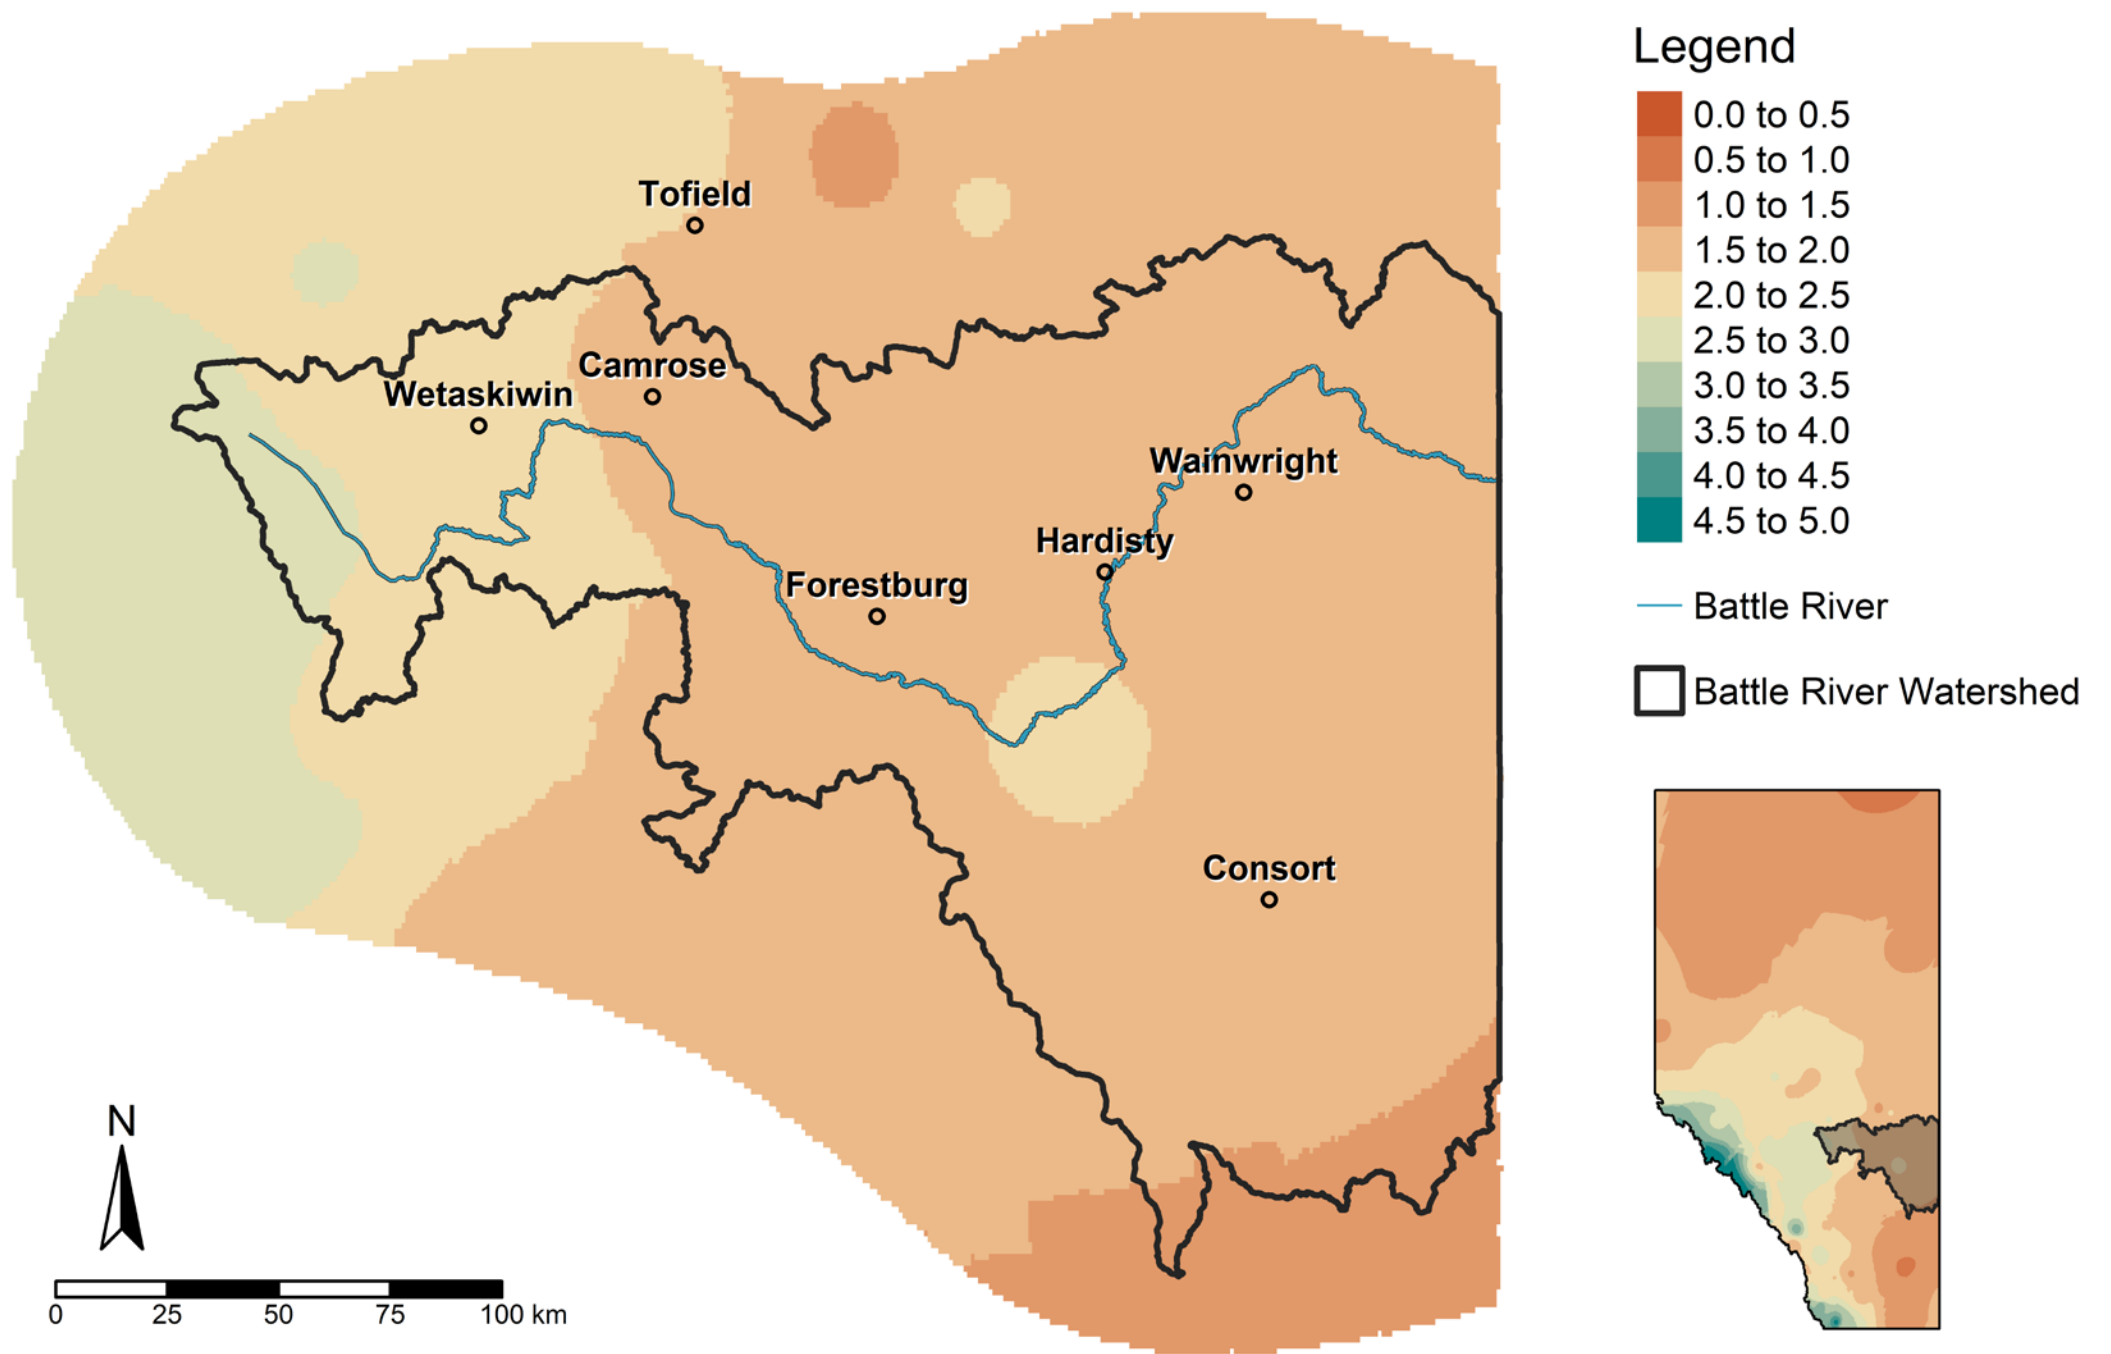 Tofield
Camrose
Wetaskiwin
Wainwright
Hardisty
Forestburg
Consort
N
0 25 50 75 100 km
Legend
0.0 to 0.5
0.5 to 1.0
1.0 to 1.5
1.5 to 2.0
2.0 to 2.5
2.5 to 3.0
3.0 to 3.5
3.5 to 4.0
4.0 to 4.5
4.5 to 5.0
Battle River
Battle River Watershed